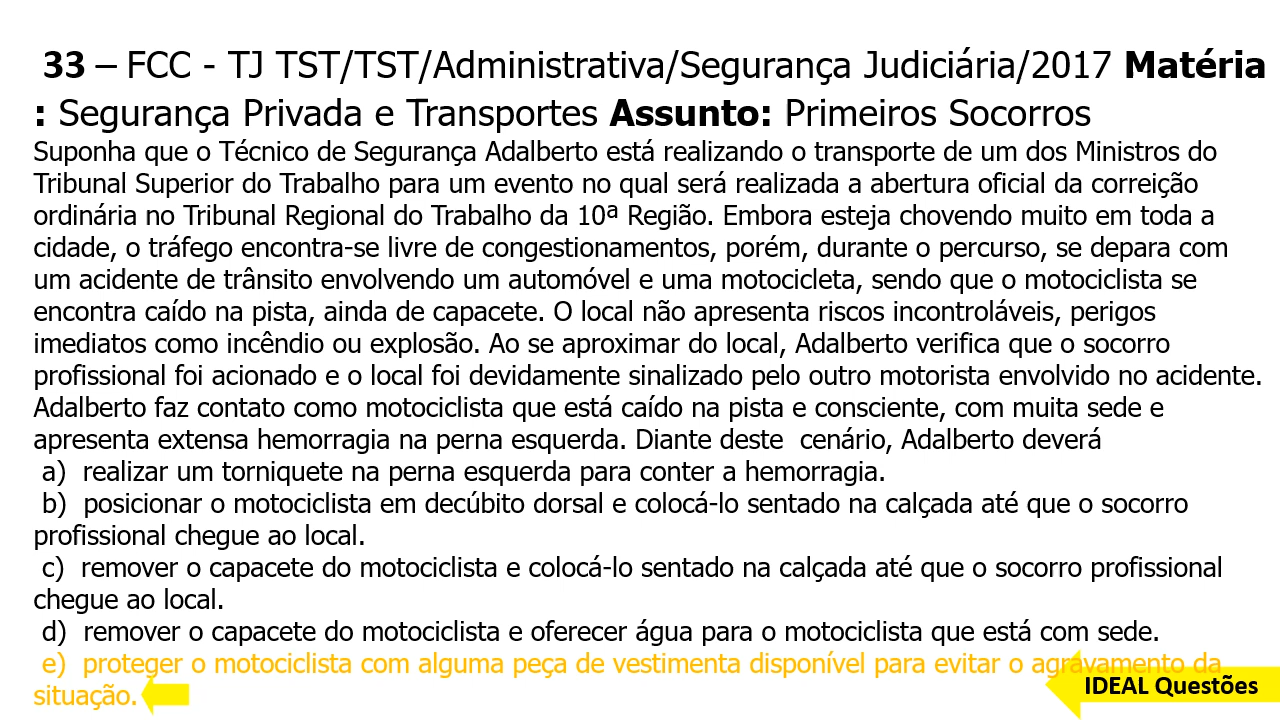 33 – FCC - TJ TST/TST/Administrativa/Segurança Judiciária/2017 Matéria
: Segurança Privada e Transportes Assunto: Primeiros Socorros
Suponha que o Técnico de Segurança Adalberto está realizando o transporte de um dos Ministros do
Tribunal Superior do Trabalho para um evento no qual será realizada a abertura oficial da correição
ordinária no Tribunal Regional do Trabalho da 10ª Região. Embora esteja chovendo muito em toda a
cidade, o tráfego encontra-se livre de congestionamentos, porém, durante o percurso, se depara com
um acidente de trânsito envolvendo um automóvel e uma motocicleta, sendo que o motociclista se
encontra caído na pista, ainda de capacete. O local não apresenta riscos incontroláveis, perigos
imediatos como incêndio ou explosão. Ao se aproximar do local, Adalberto verifica que o socorro
profissional foi acionado e o local foi devidamente sinalizado pelo outro motorista envolvido no acidente.
Adalberto faz contato como motociclista que está caído na pista e consciente, com muita sede e
apresenta extensa hemorragia na perna esquerda. Diante deste  cenário, Adalberto deverá
a)  realizar um torniquete na perna esquerda para conter a hemorragia.
b)  posicionar o motociclista em decúbito dorsal e colocá-lo sentado na calçada até que o socorro
profissional chegue ao local.
c)  remover o capacete do motociclista e colocá-lo sentado na calçada até que o socorro profissional
chegue ao local.
d)  remover o capacete do motociclista e oferecer água para o motociclista que está com sede.
e)  proteger o motociclista com alguma peça de vestimenta disponível para evitar o agravamento da
situação.
IDEAL Questões